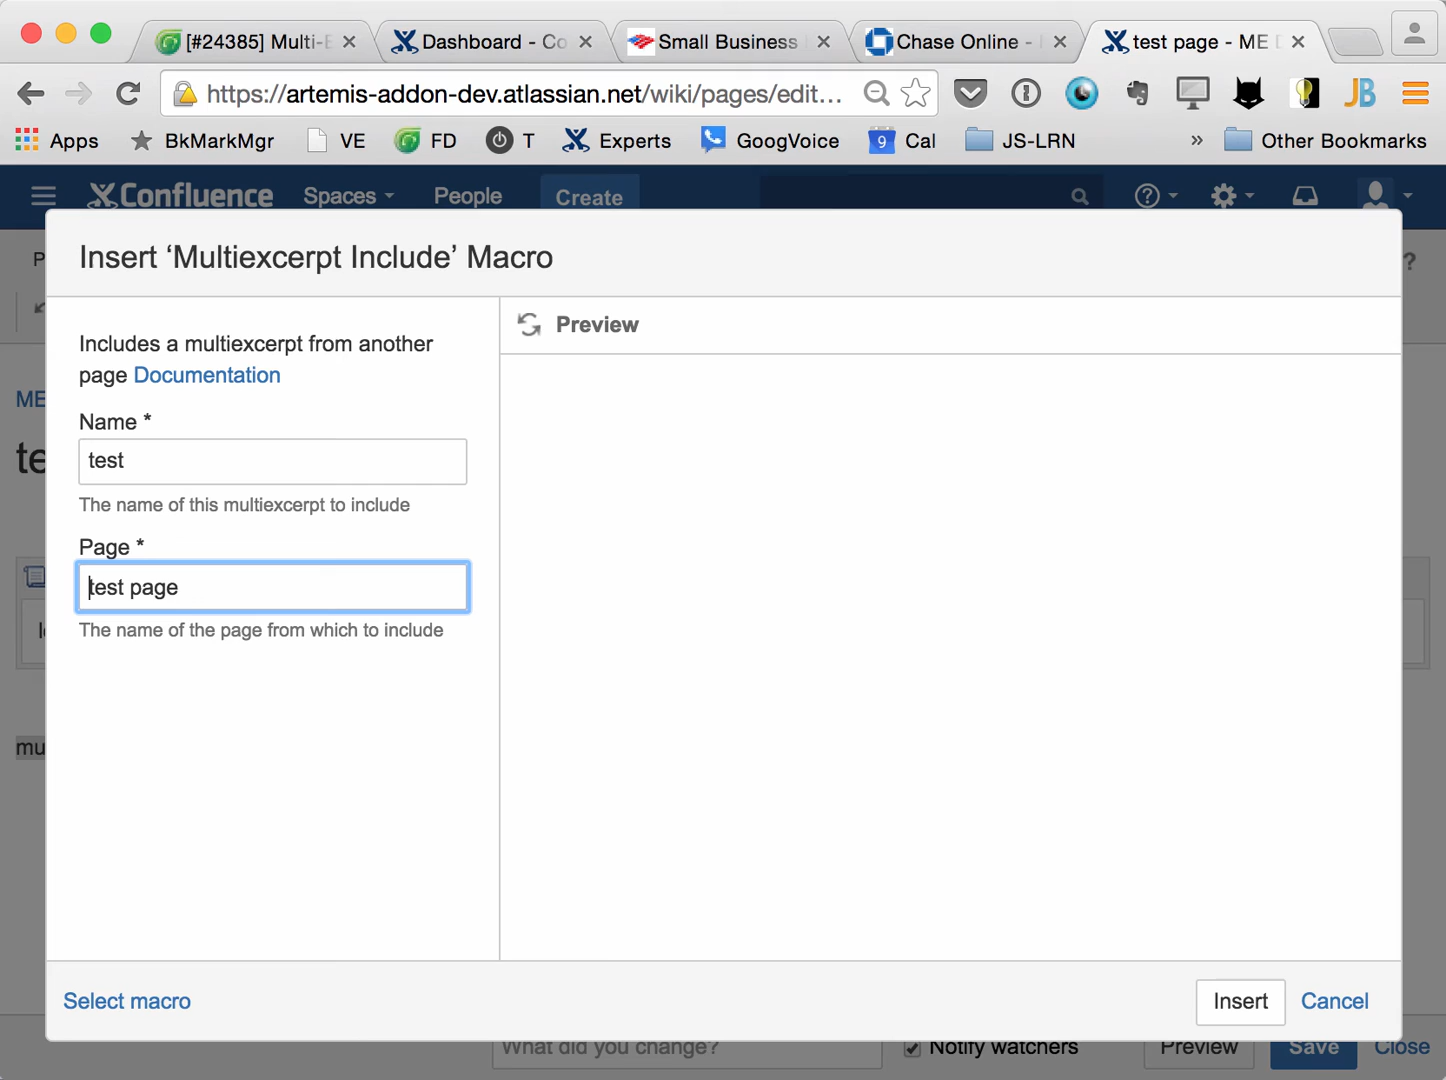 [#24385] Multi-E
Dashboard - Co
Small Business
Chase Online -
test page - ME D
https://artemis-addon-dev.atlassian.net/wiki/pages/edit...
JB
Apps
BkMarkMgr
VE
FD
T
Experts
GoogVoice
9
Cal
JS-LRN
»
Other Bookmarks
Confluence
Spaces
People
Create
?
P
?
Insert ‘Multiexcerpt Include’ Macro
Includes a multiexcerpt from another
page Documentation
Preview
ME
Name *
te
test
The name of this multiexcerpt to include
Page *
test page
The name of the page from which to include
mu
Select macro
Insert
Cancel
What did you change?
Notify watchers
Preview
Save
Close